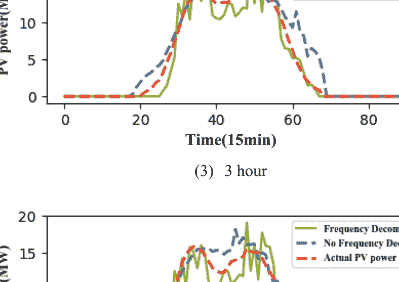 10
5
0
PV power(M
0 20 40 60 80
Time(15min)
(3) 3 hour
20
15
MW)
Frequency Decom
No Frequency Dec
Actual PV power